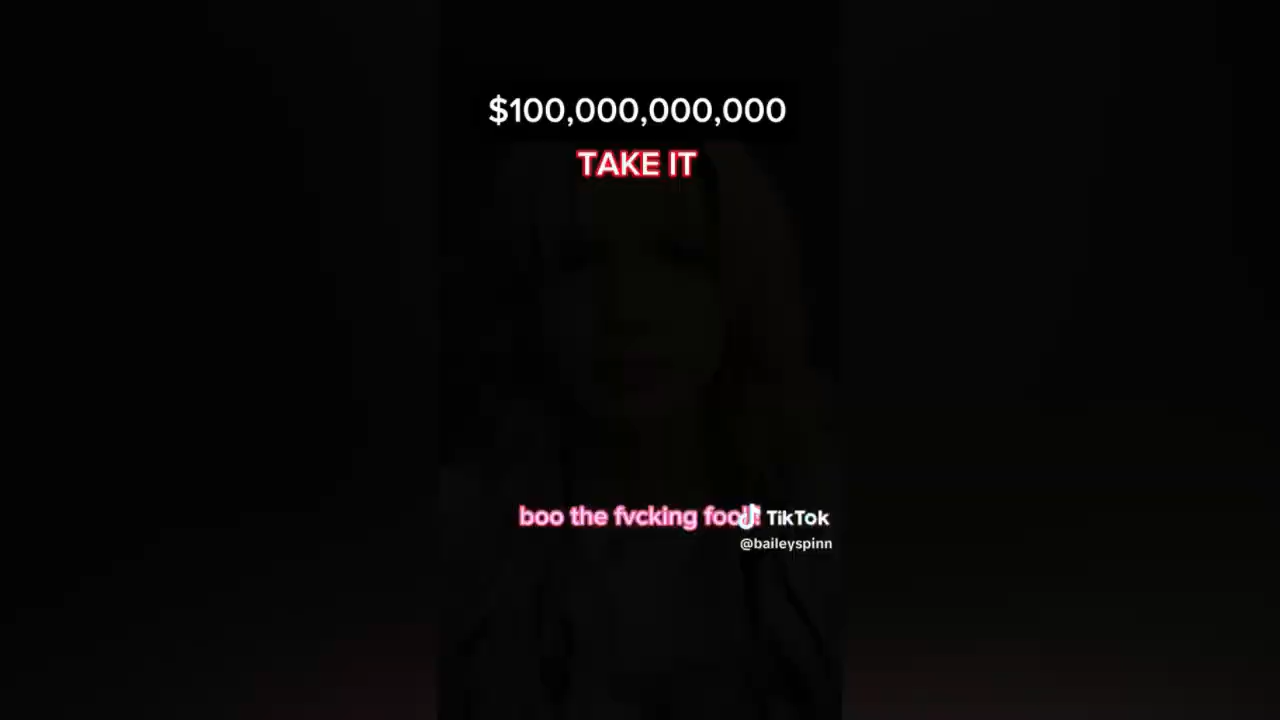 $100,000,000,000
TAKE IT
boo the fvcking fool
TikTok
@baileyspinn